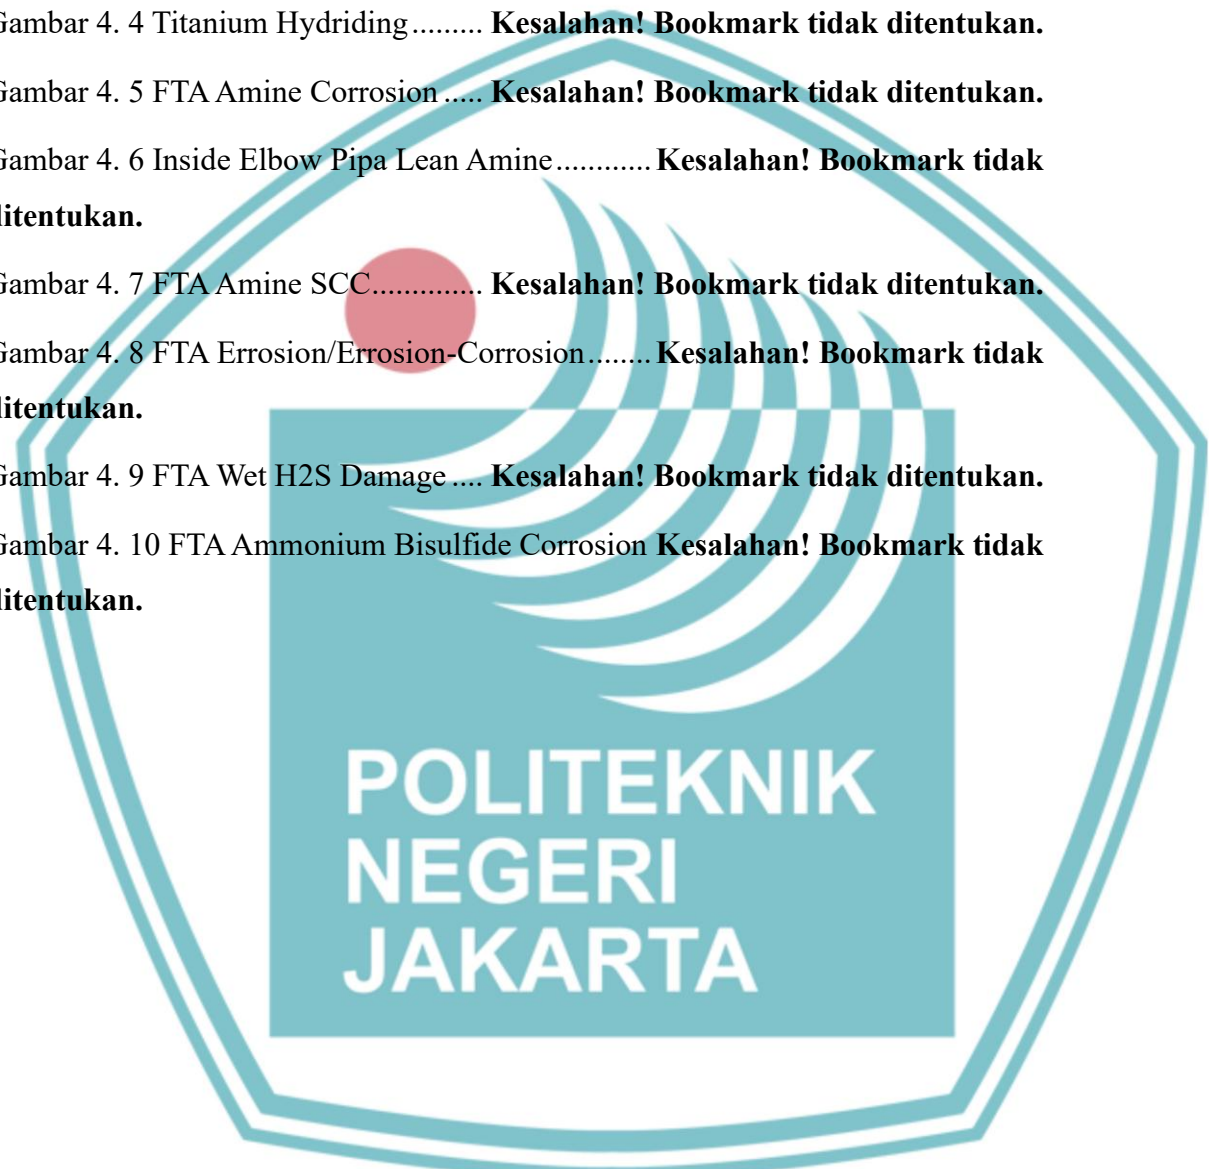 Gambar 4. 4 Titanium Hydriding......... Kesalahan! Bookmark tidak ditentukan.
Gambar 4. 5 FTA Amine Corrosion ..... Kesalahan! Bookmark tidak ditentukan.
Gambar 4. 6 Inside Elbow Pipa Lean Amine............ Kesalahan! Bookmark tidak
ditentukan.
Gambar 4. 7 FTA Amine SCC.............. Kesalahan! Bookmark tidak ditentukan.
Gambar 4. 8 FTA Errosion/Errosion-Corrosion........ Kesalahan! Bookmark tidak
ditentukan.
Gambar 4. 9 FTA Wet H2S Damage .... Kesalahan! Bookmark tidak ditentukan.
Gambar 4. 10 FTA Ammonium Bisulfide Corrosion Kesalahan! Bookmark tidak
ditentukan.
POLITEKNIK
NEGERI
JAKARTA